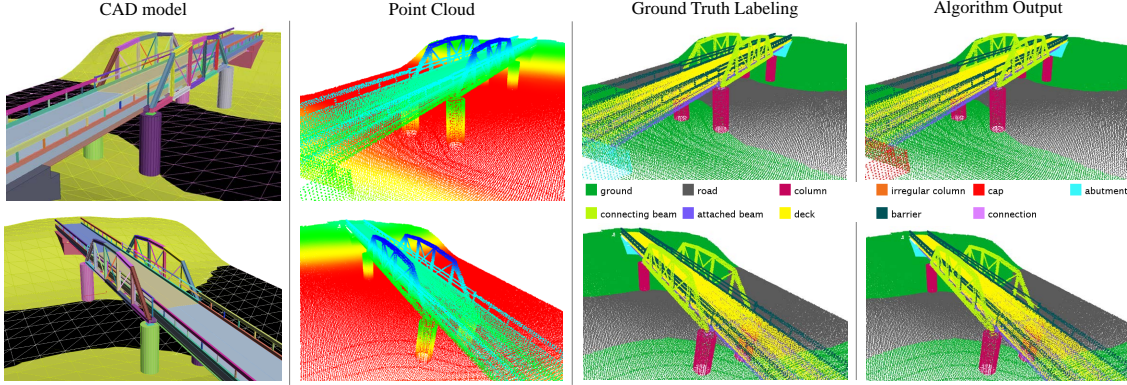 CAD model
Point Cloud
Ground Truth Labeling
Algorithm Output
ground
road
column
irregular column
cap
abutment
connecting beam
attached beam
deck
barrier
connection